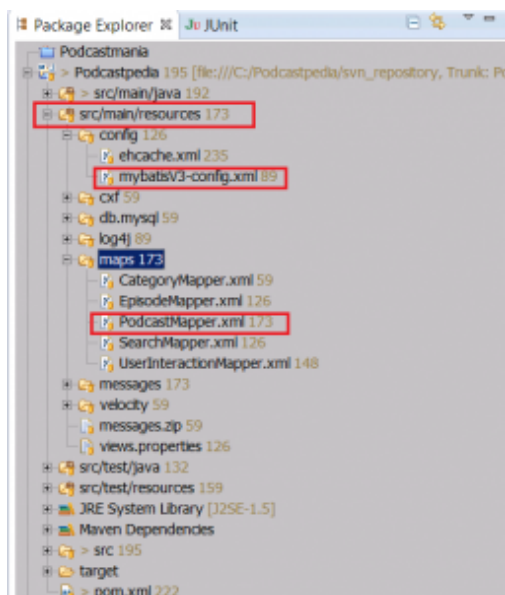 Package Explorer JUnit
Podcastmania
> Podcastpedia 195 [file:///C:/Podcastpedia/svn_repository, Trunk: Po
> src/main/java 192
src/main/resources 173
config 126
ehcache.xml 235
mybatisV3-config.xml 89
cxf 59
db.mysql 59
log4j 89
maps 173
CategoryMapper.xml 59
EpisodeMapper.xml 126
PodcastMapper.xml 173
SearchMapper.xml 126
UserInteractionMapper.xml 148
messages 173
velocity 59
messages.zip 59
views.properties 126
src/test/java 132
src/test/resources 159
JRE System Library [J2SE-1.5]
Maven Dependencies
> src 195
target
> pom.xml 222